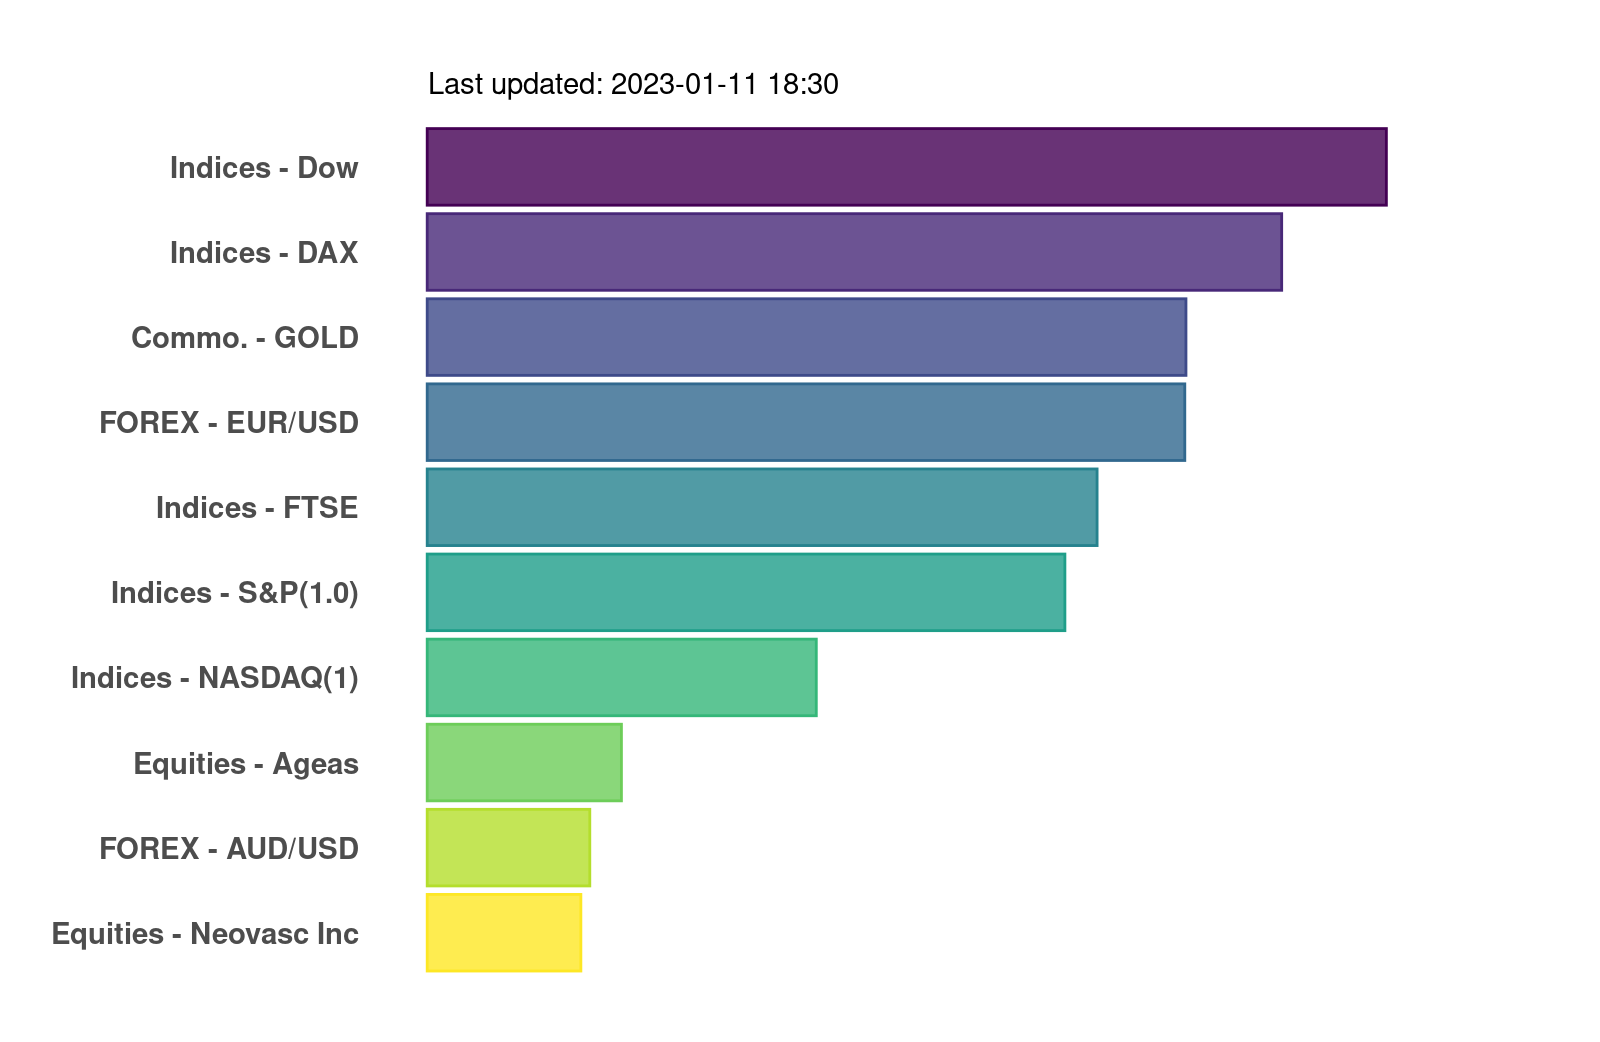 Last updated: 2023-01-11 18:30
Indices - Dow
Indices - DAX
Commo. - GOLD
FOREX - EUR/USD
Indices - FTSE
Indices - S&P(1.0)
Indices - NASDAQ(1)
Equities - Ageas
FOREX - AUD/USD
Equities - Neovasc Inc